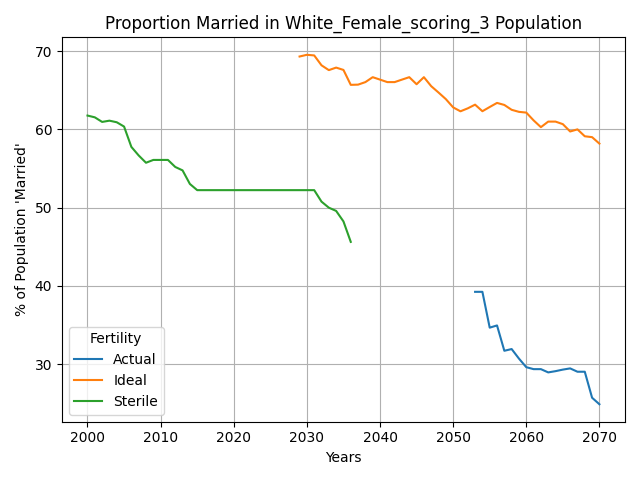 Proportion Married in White_Female_scoring_3 Population
% of Population 'Married'
70
60
50
40
30
Fertility
Actual
Ideal
Sterile
2000 2010 2020 2030 2040 2050 2060 2070
Years